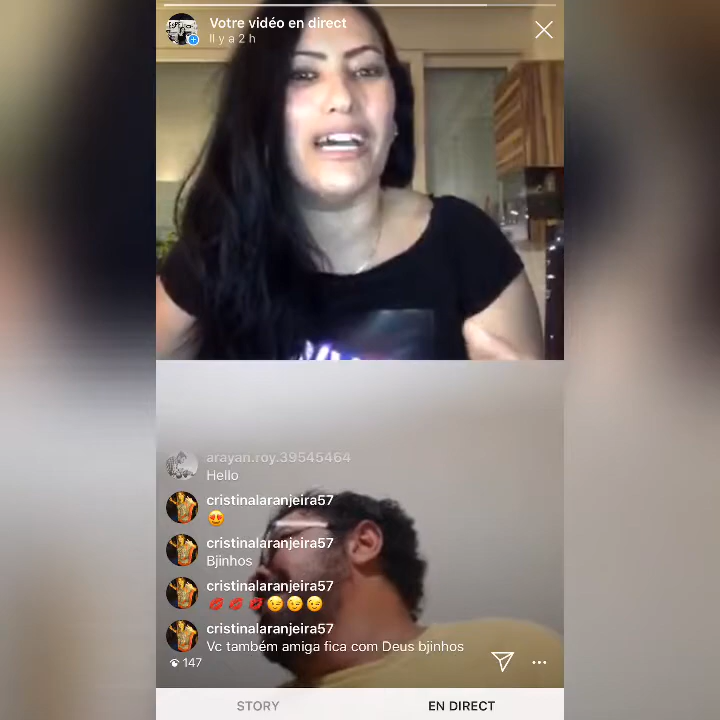 Votre vidéo en direct
Il y a 2 h
arayan.roy.39545464
Hello
cristinalaranjeira57
😍
cristinalaranjeira57
Bjinhos
cristinalaranjeira57
💋💋💋😉😉😉
cristinalaranjeira57
Vc também amiga fica com Deus bjinhos
147
STORY
EN DIRECT